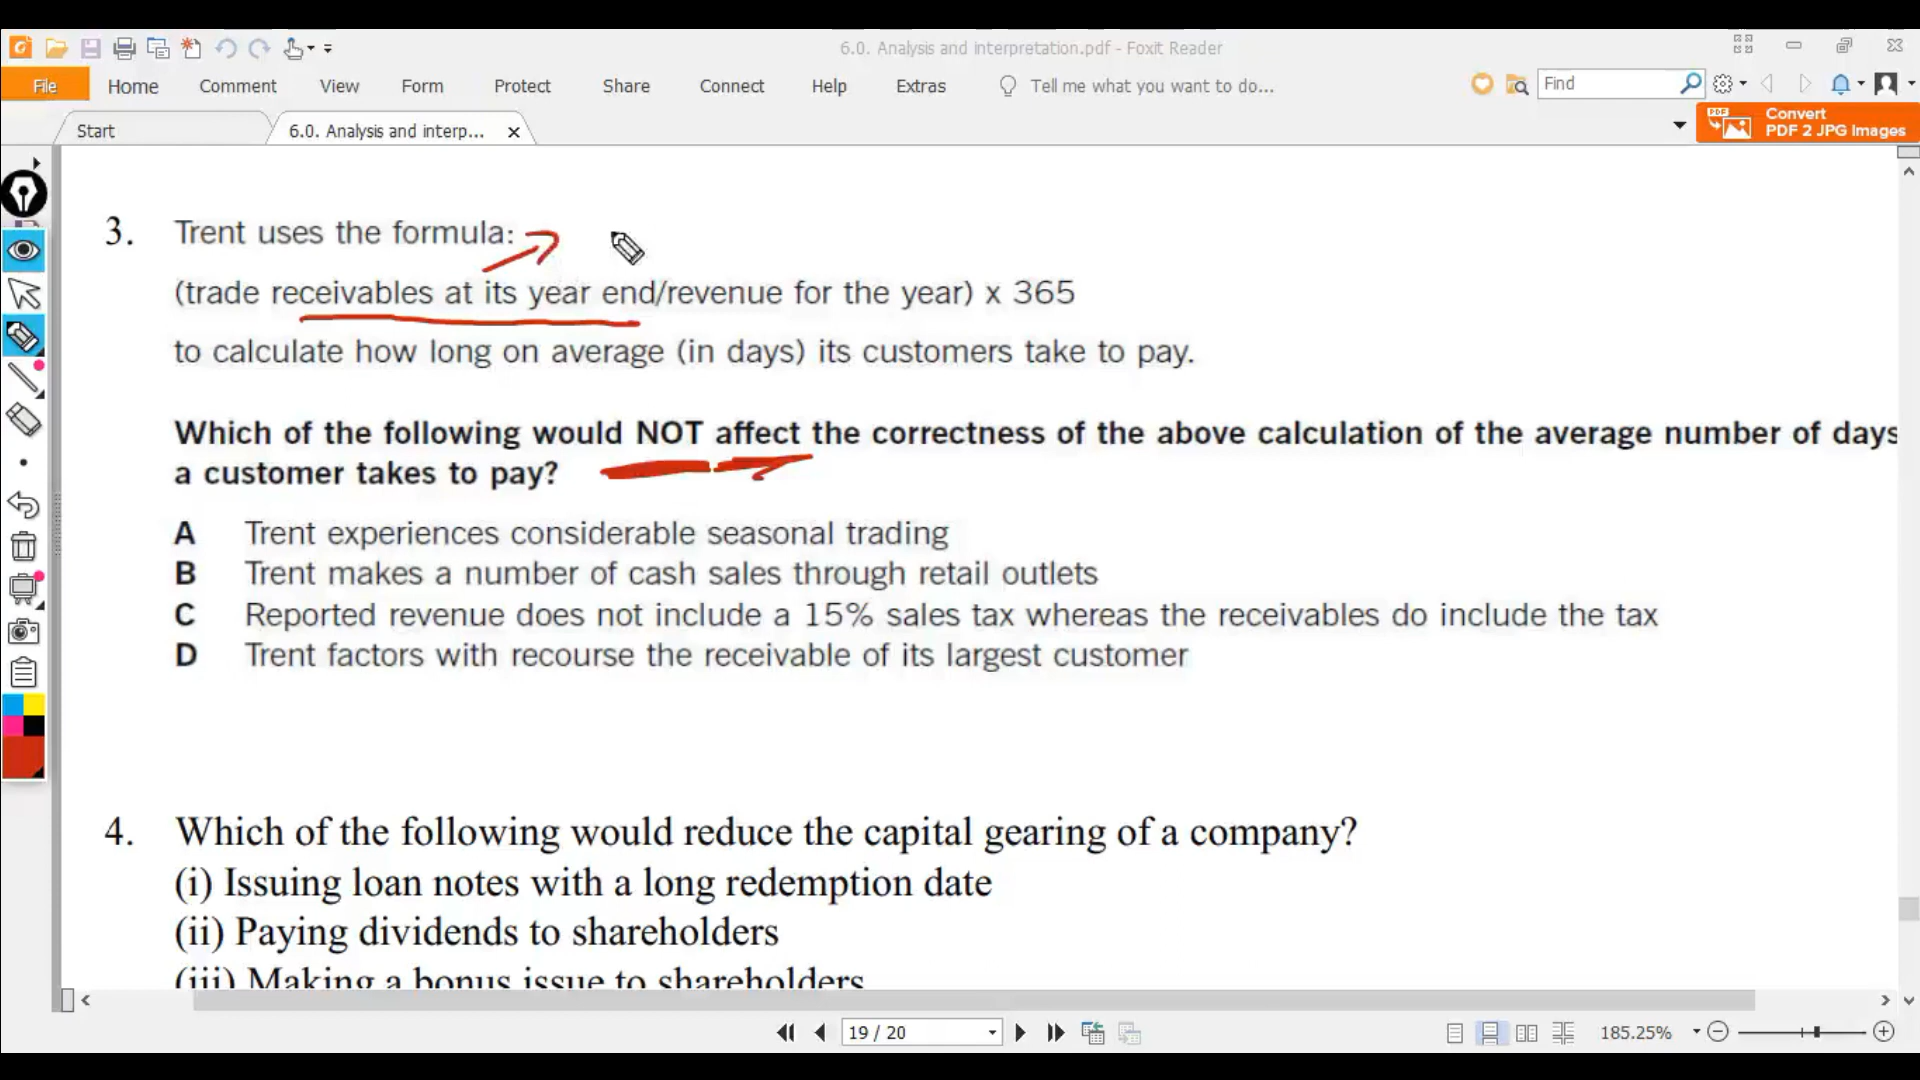 6.0. Analysis and interpretation.pdf - Foxit Reader
File Home Comment View Form Protect Share Connect Help Extras Tell me what you want to do... Find
Start 6.0. Analysis and interp... Convert
PDF 2 JPG Images
3. Trent uses the formula:
(trade receivables at its year end/revenue for the year) x 365
to calculate how long on average (in days) its customers take to pay.
Which of the following would NOT affect the correctness of the above calculation of the average number of days
a customer takes to pay?
A Trent experiences considerable seasonal trading
B Trent makes a number of cash sales through retail outlets
C Reported revenue does not include a 15% sales tax whereas the receivables do include the tax
D Trent factors with recourse the receivable of its largest customer
4. Which of the following would reduce the capital gearing of a company?
(i) Issuing loan notes with a long redemption date
(ii) Paying dividends to shareholders
(iii) Making a bonus issue to shareholders
19 / 20 185.25%